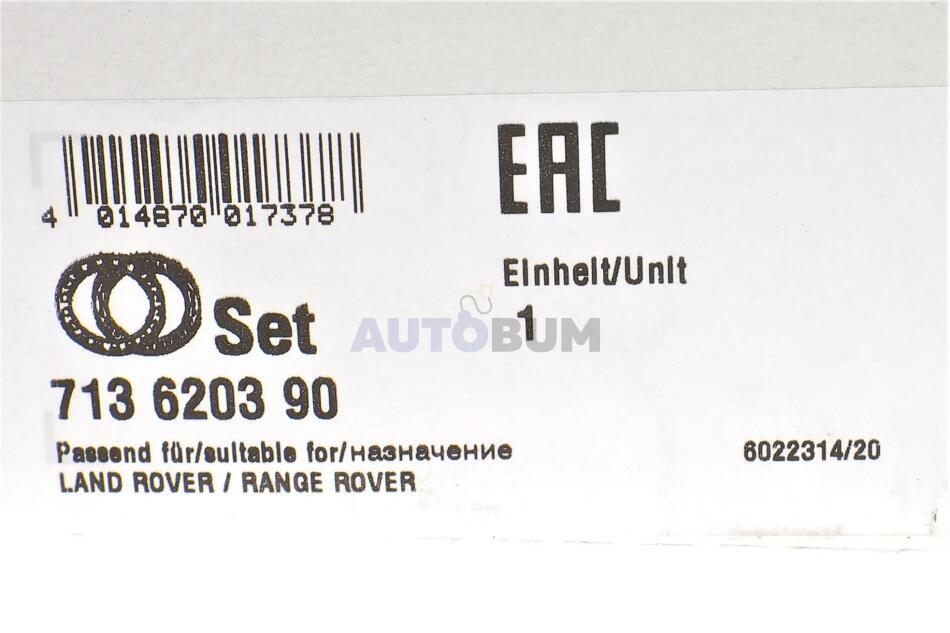 EAC
4 014870 017378
Einheit/Unit
1
Set
AUTOBUM
713 6203 90
Passend für/suitable for/назначение
LAND ROVER / RANGE ROVER
6022314/20